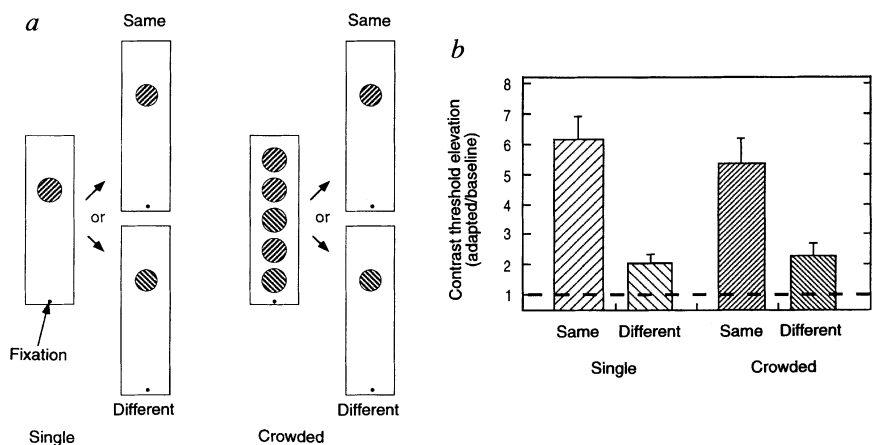 a
Same
or
Different
Fixation
Single
Same
or
Different
Crowded
b
Contrast threshold elevation
(adapted/baseline)
8
7
6
5
4
3
2
1
Same Different Same Different
Single Crowded